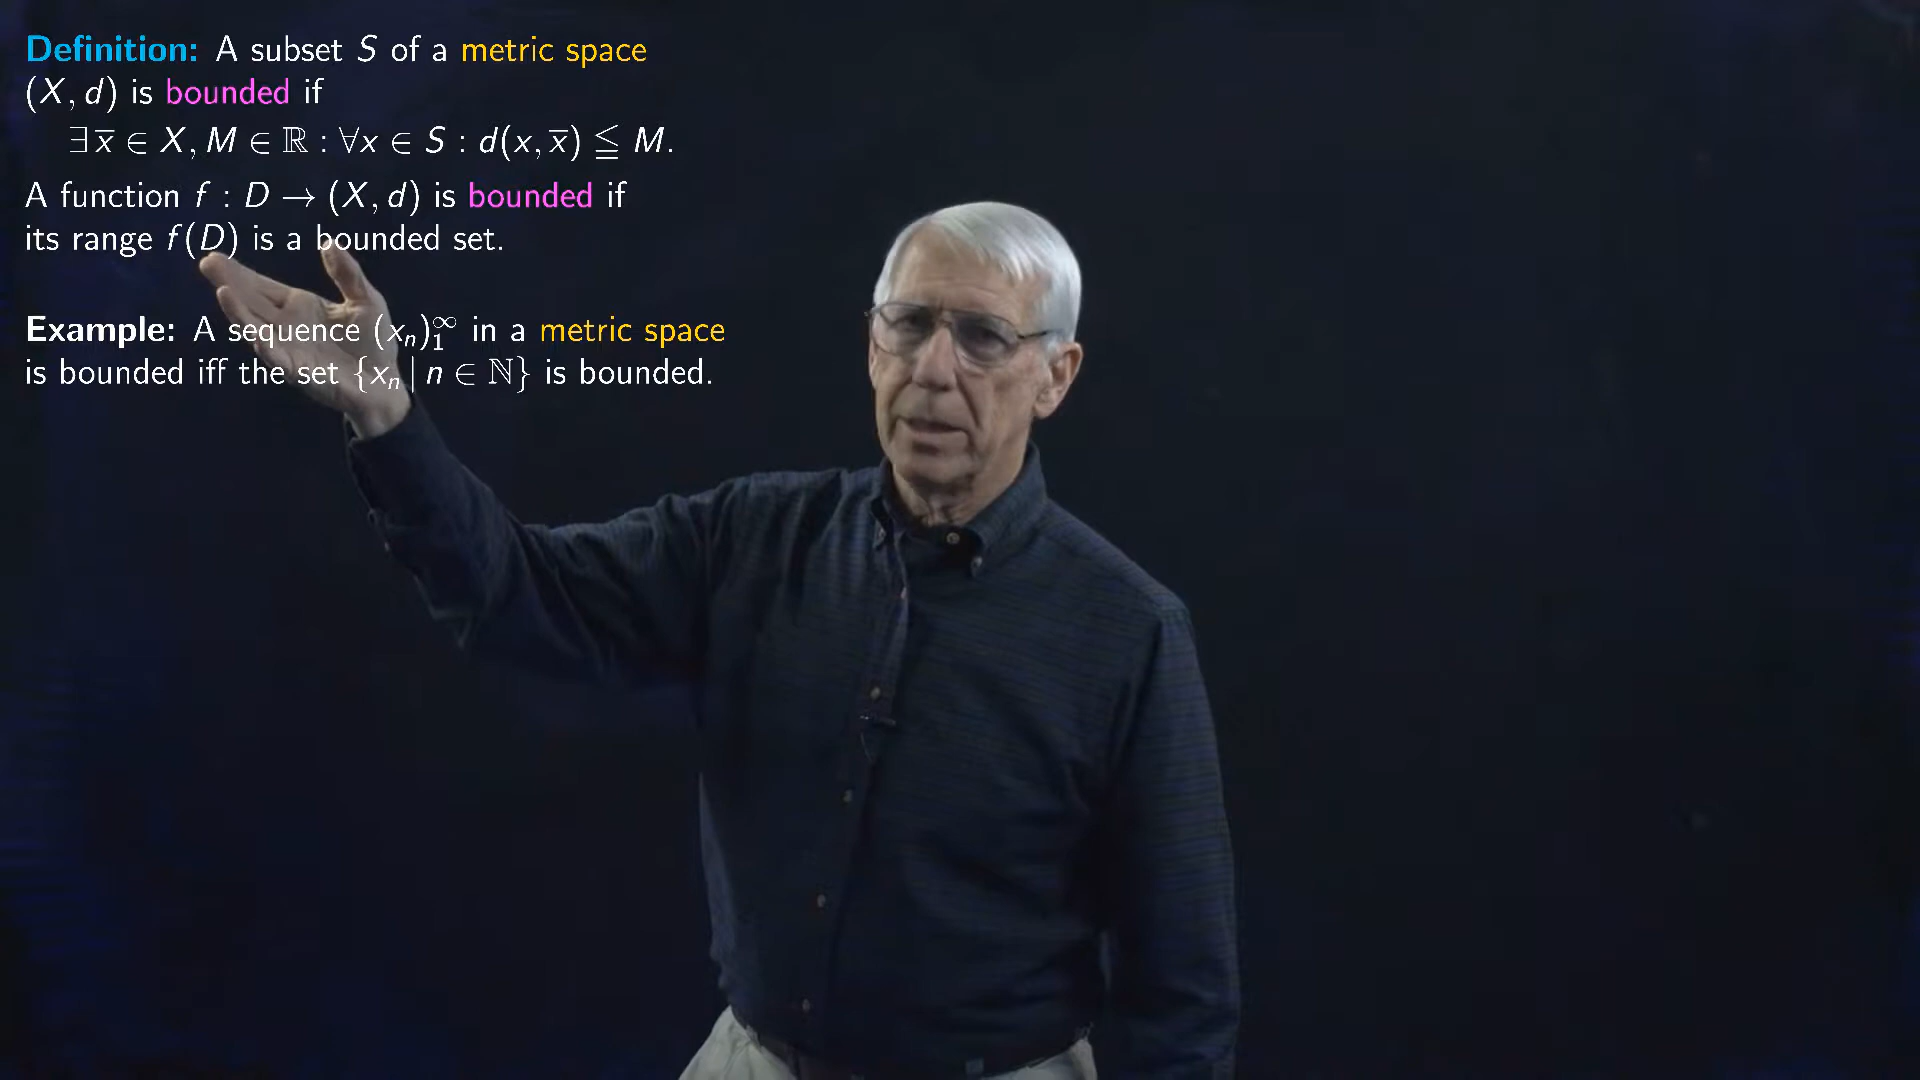 Definition: A subset S of a metric space
(X, d) is bounded if
∃x̅ ∈ X, M ∈ ℝ : ∀x ∈ S : d(x, x̅) ≦ M.
A function f : D → (X, d) is bounded if
its range f(D) is a bounded set.
Example: A sequence (xₙ)₁^∞ in a metric space
is bounded iff the set {xₙ | n ∈ ℕ} is bounded.